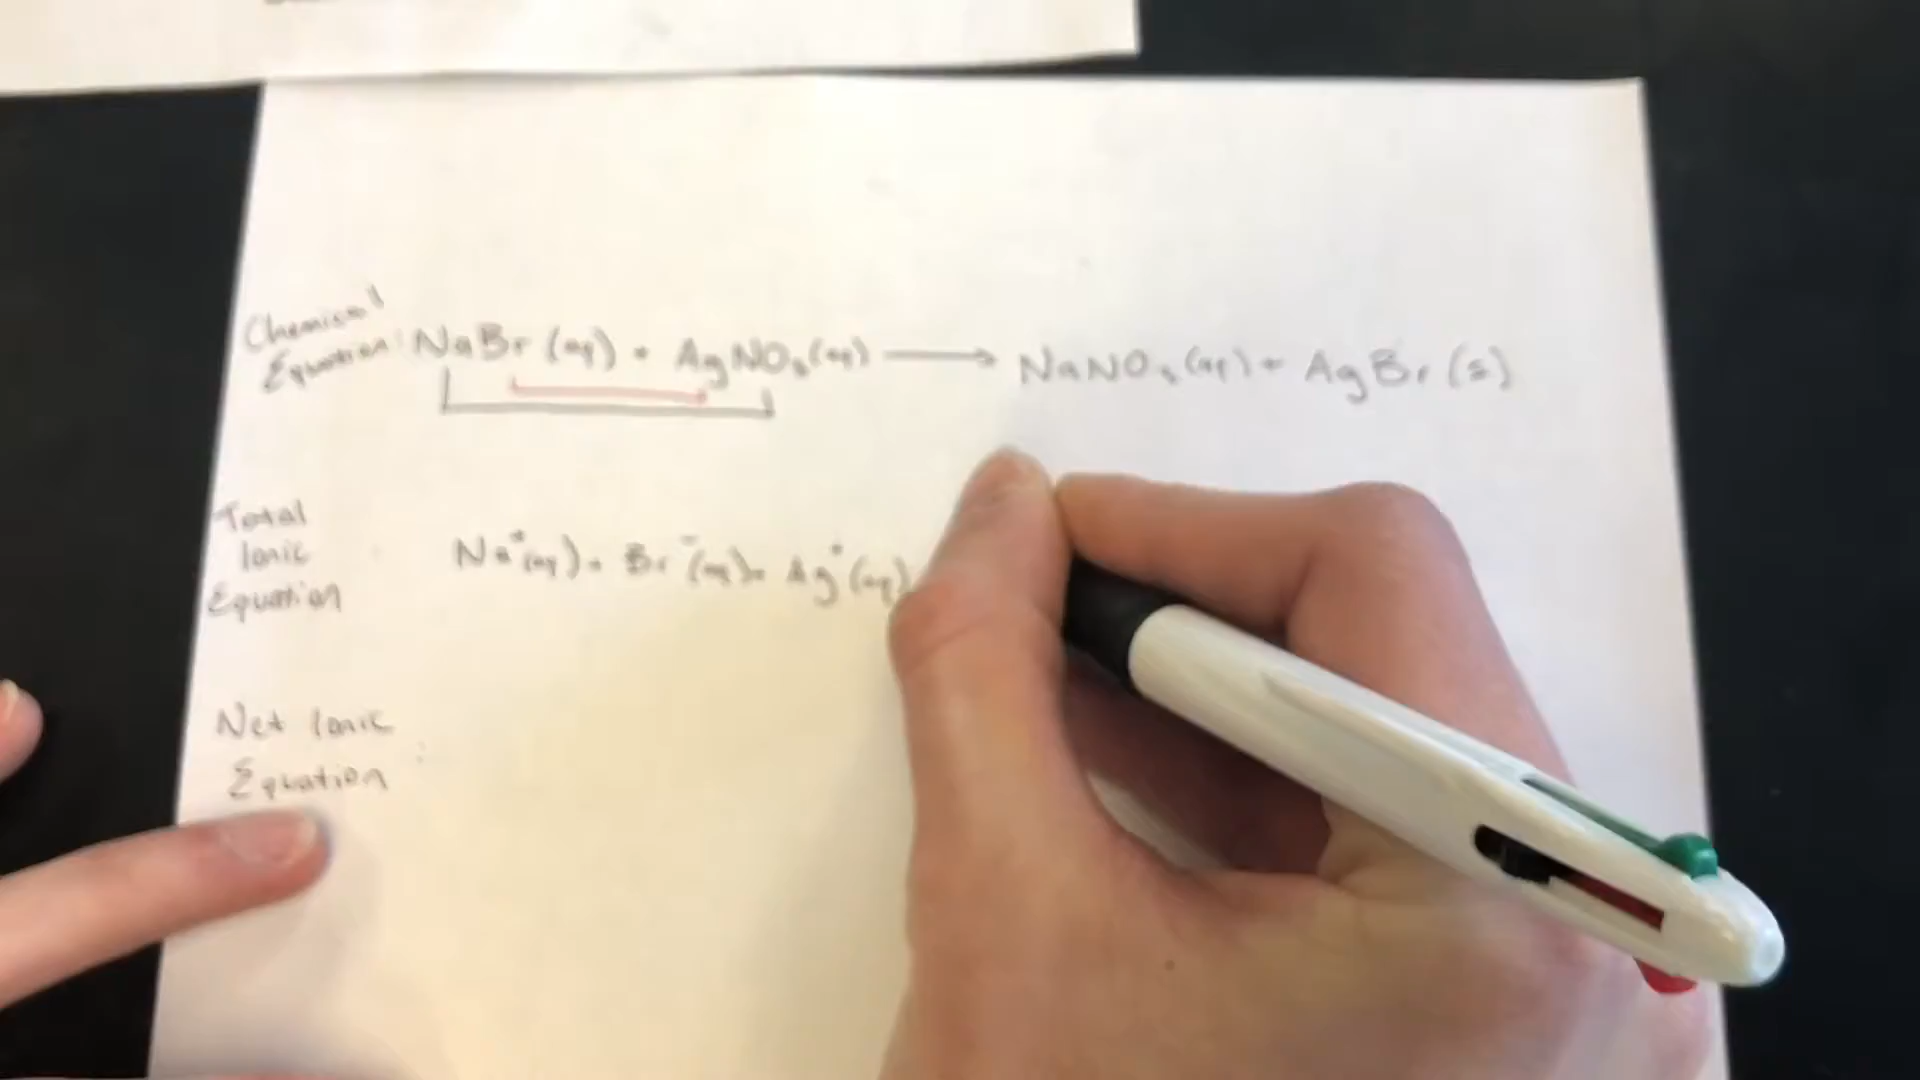 Chemical
Equation: NaBr (aq) + AgNO₃ (aq) ⟶ NaNO₃ (aq) + AgBr (s)
Total
Ionic
Equation
Na⁺(aq) + Br⁻(aq) + Ag⁺(aq)
Net Ionic
Equation :